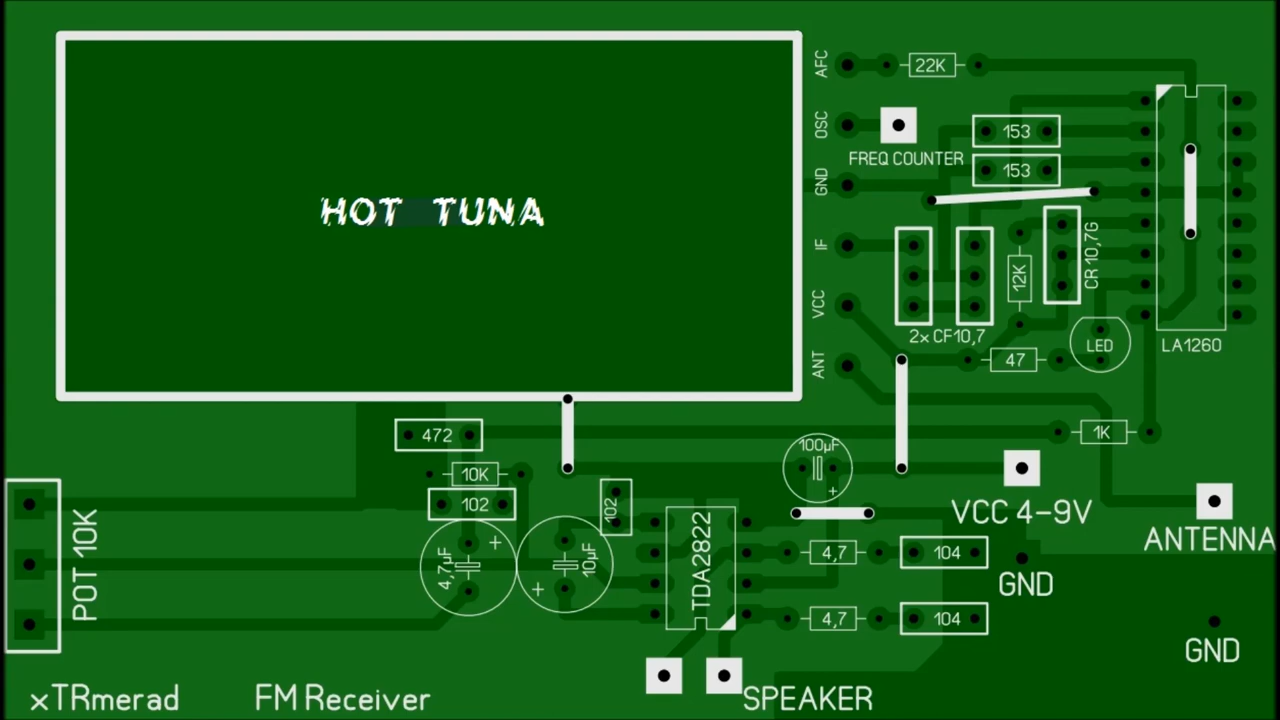 AFC
22K
OSC
FREQ COUNTER
153
153
GND
HOT TUNA
IF
12K
CR 10,7G
VCC
2x CF10,7
LED
LA1260
ANT
47
472
1K
100µF
+
10K
102
102
VCC 4-9V
POT 10K
ANTENNA
4,7µF
+
10µF
+
TDA2822
4,7
104
GND
4,7
104
GND
xTRmerad
FM Receiver
SPEAKER